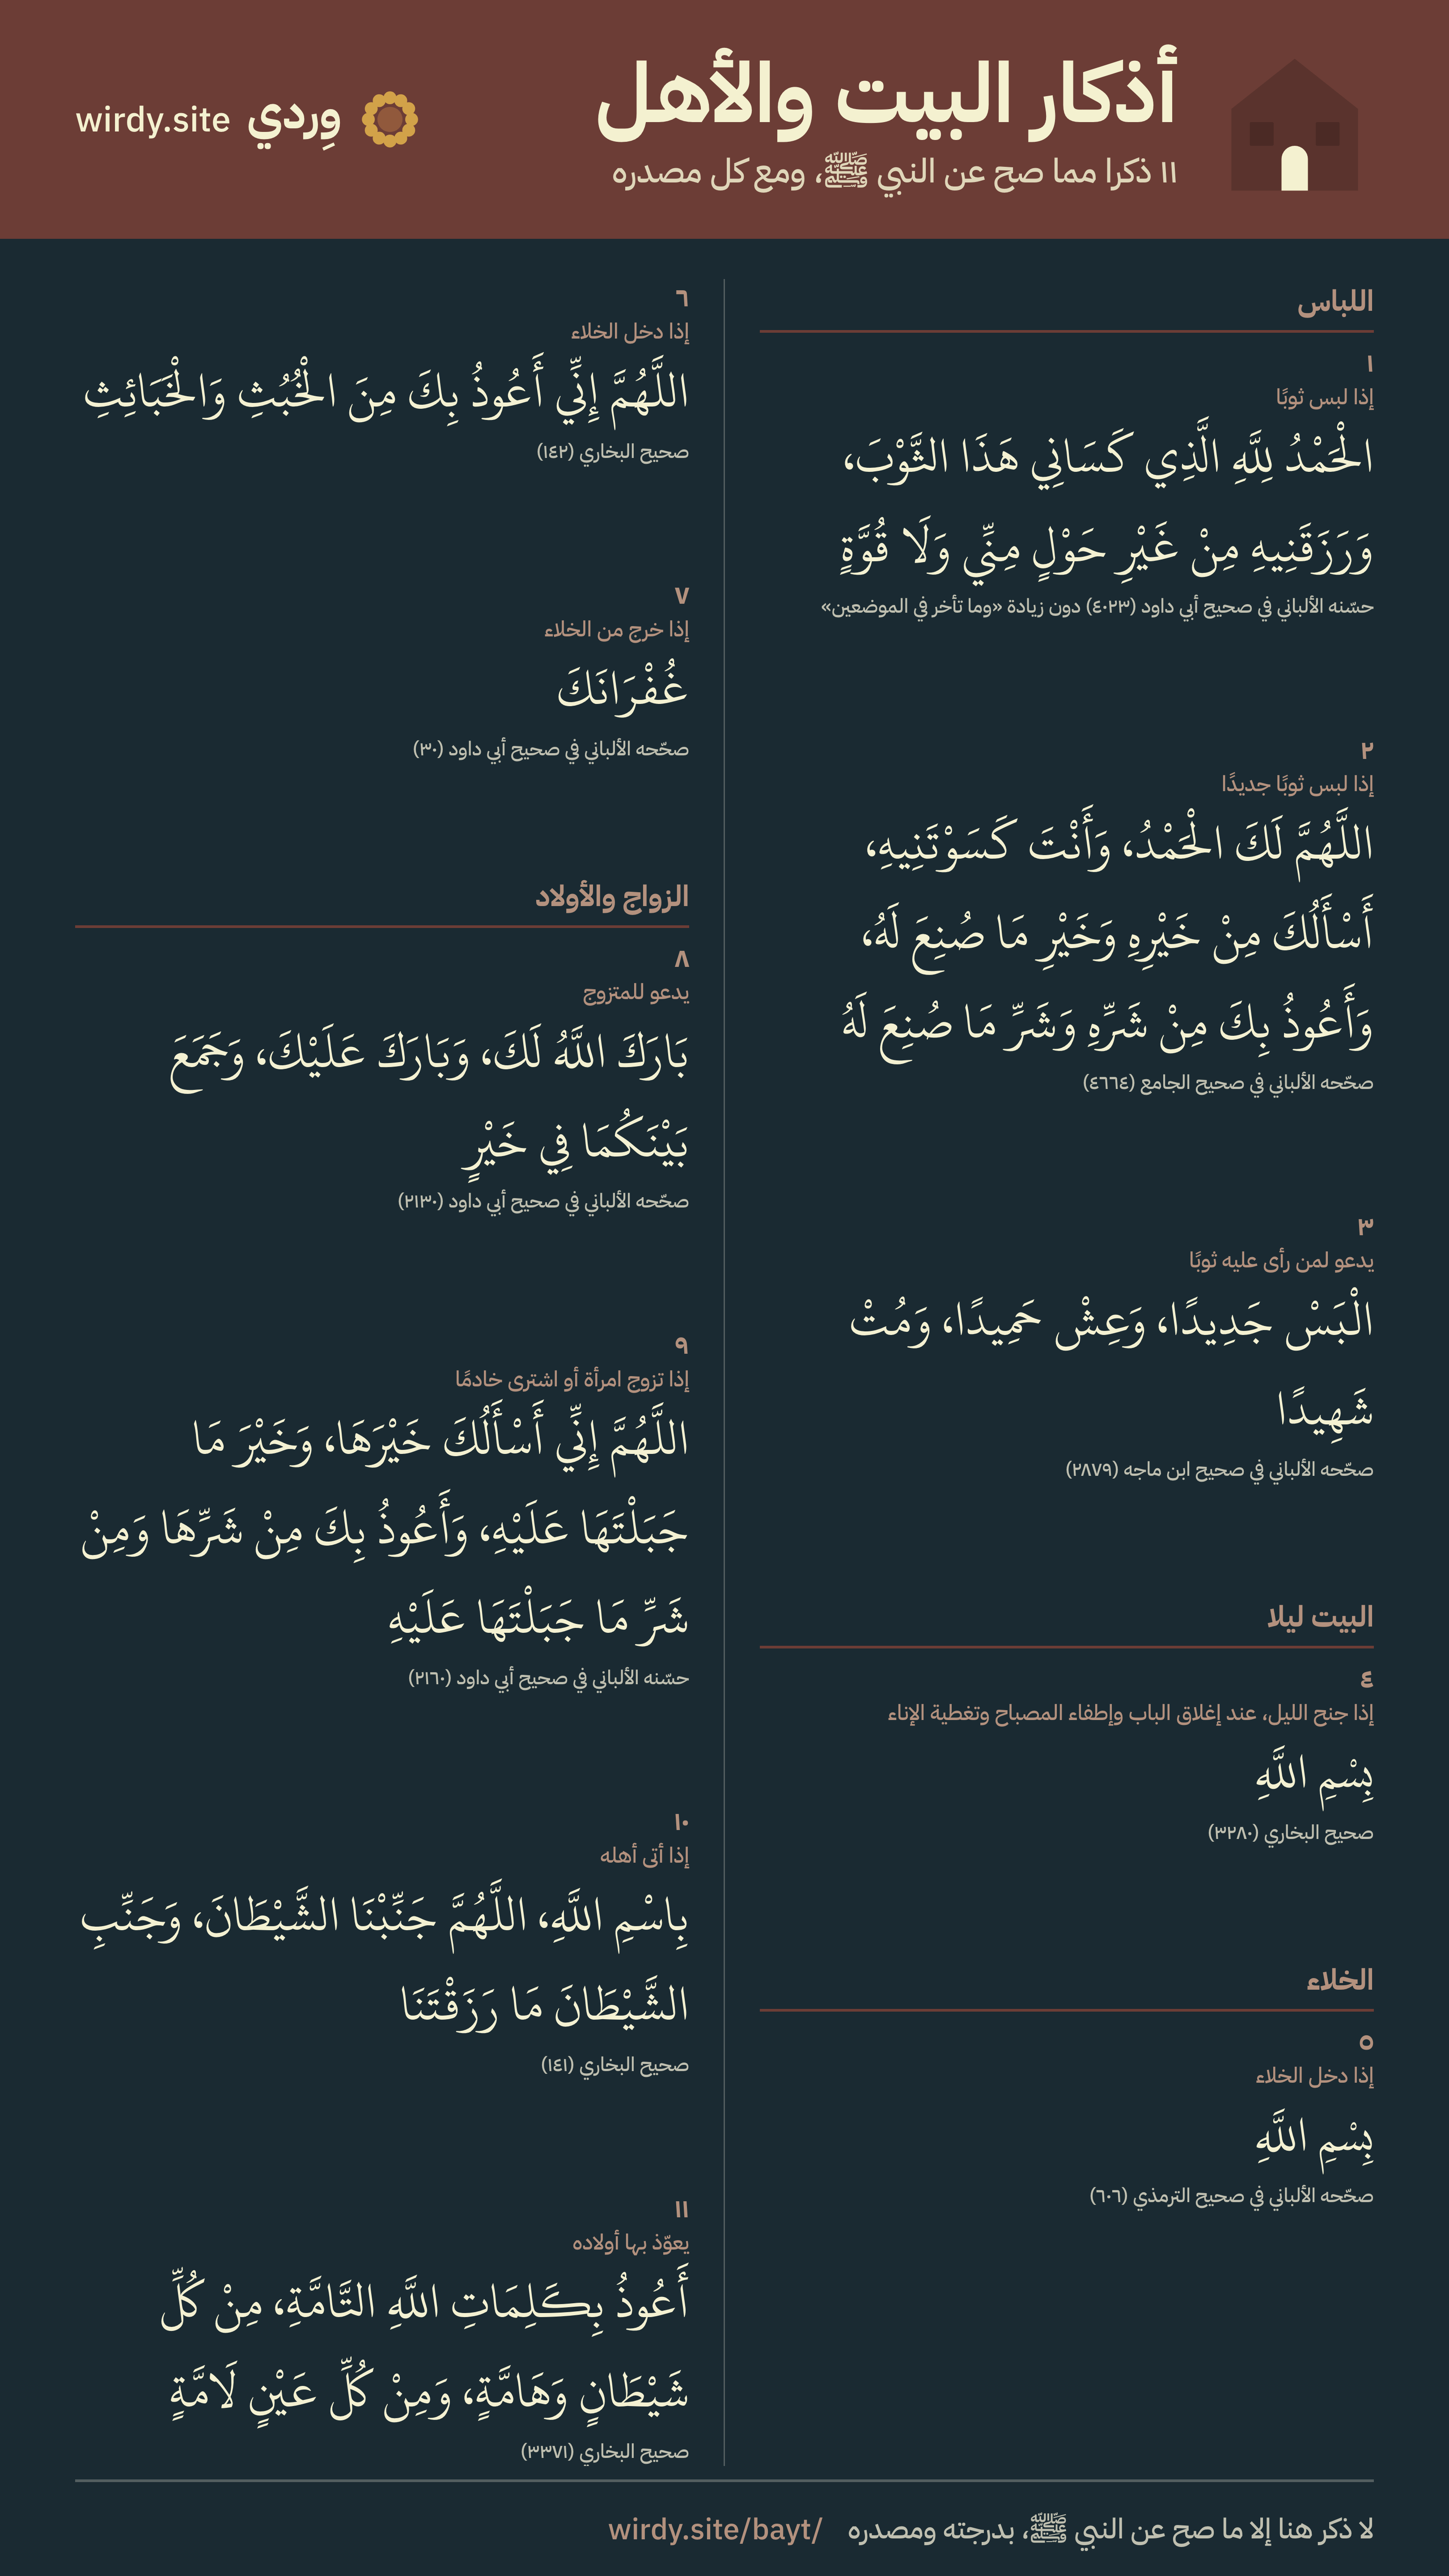 أذكار البيت والأهل
١١ ذكرا مما صح عن النبي ﷺ، ومع كل مصدره
وِردي wirdy.site
اللباس
١
إذا لبس ثوبًا
الْحَمْدُ لِلَّهِ الَّذِي كَسَانِي هَذَا الثَّوْبَ،
وَرَزَقَنِيهِ مِنْ غَيْرِ حَوْلٍ مِنِّي وَلَا قُوَّةٍ
حسّنه الألباني في صحيح أبي داود (٤٠٢٣) دون زيادة «وما تأخر في الموضعين»
٢
إذا لبس ثوبًا جديدًا
اللَّهُمَّ لَكَ الْحَمْدُ، وَأَنْتَ كَسَوْتَنِيهِ،
أَسْأَلُكَ مِنْ خَيْرِهِ وَخَيْرِ مَا صُنِعَ لَهُ،
وَأَعُوذُ بِكَ مِنْ شَرِّهِ وَشَرِّ مَا صُنِعَ لَهُ
صحّحه الألباني في صحيح الجامع (٤٦٦٤)
٣
يدعو لمن رأى عليه ثوبًا
الْبَسْ جَدِيدًا، وَعِشْ حَمِيدًا، وَمُتْ
شَهِيدًا
صحّحه الألباني في صحيح ابن ماجه (٢٨٧٩)
البيت ليلا
٤
إذا جنح الليل، عند إغلاق الباب وإطفاء المصباح وتغطية الإناء
بِسْمِ اللَّهِ
صحيح البخاري (٣٢٨٠)
الخلاء
٥
إذا دخل الخلاء
بِسْمِ اللَّهِ
صحّحه الألباني في صحيح الترمذي (٦٠٦)
٦
إذا دخل الخلاء
اللَّهُمَّ إِنِّي أَعُوذُ بِكَ مِنَ الْخُبُثِ وَالْخَبَائِثِ
صحيح البخاري (١٤٢)
٧
إذا خرج من الخلاء
غُفْرَانَكَ
صحّحه الألباني في صحيح أبي داود (٣٠)
الزواج والأولاد
٨
يدعو للمتزوج
بَارَكَ اللَّهُ لَكَ، وَبَارَكَ عَلَيْكَ، وَجَمَعَ
بَيْنَكُمَا فِي خَيْرٍ
صحّحه الألباني في صحيح أبي داود (٢١٣٠)
٩
إذا تزوج امرأة أو اشترى خادمًا
اللَّهُمَّ إِنِّي أَسْأَلُكَ خَيْرَهَا، وَخَيْرَ مَا
جَبَلْتَهَا عَلَيْهِ، وَأَعُوذُ بِكَ مِنْ شَرِّهَا وَمِنْ
شَرِّ مَا جَبَلْتَهَا عَلَيْهِ
حسّنه الألباني في صحيح أبي داود (٢١٦٠)
١٠
إذا أتى أهله
بِاسْمِ اللَّهِ، اللَّهُمَّ جَنِّبْنَا الشَّيْطَانَ، وَجَنِّبِ
الشَّيْطَانَ مَا رَزَقْتَنَا
صحيح البخاري (١٤١)
١١
يعوّذ بها أولاده
أَعُوذُ بِكَلِمَاتِ اللَّهِ التَّامَّةِ، مِنْ كُلِّ
شَيْطَانٍ وَهَامَّةٍ، وَمِنْ كُلِّ عَيْنٍ لَامَّةٍ
صحيح البخاري (٣٣٧١)
لا ذكر هنا إلا ما صح عن النبي ﷺ، بدرجته ومصدره wirdy.site/bayt/